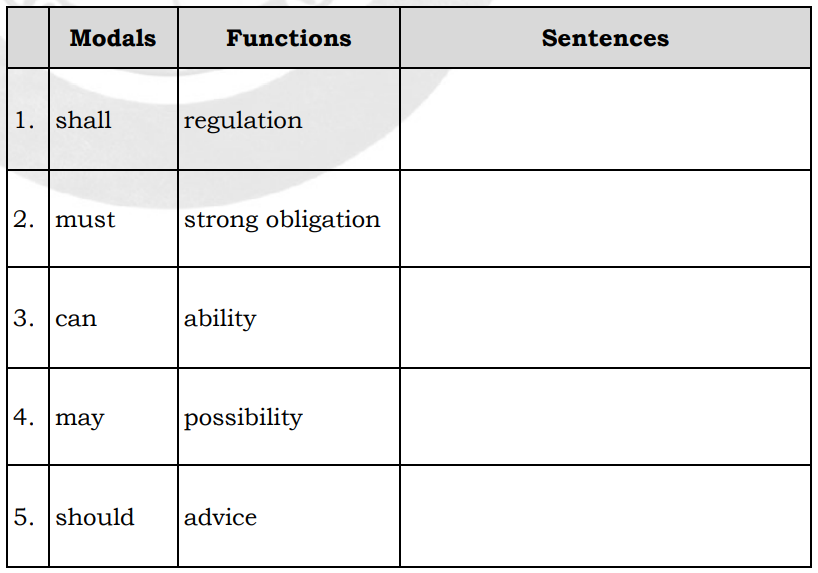 Modals Functions Sentences
1. shall regulation
2. must strong obligation
3. can ability
4. may possibility
5. should advice